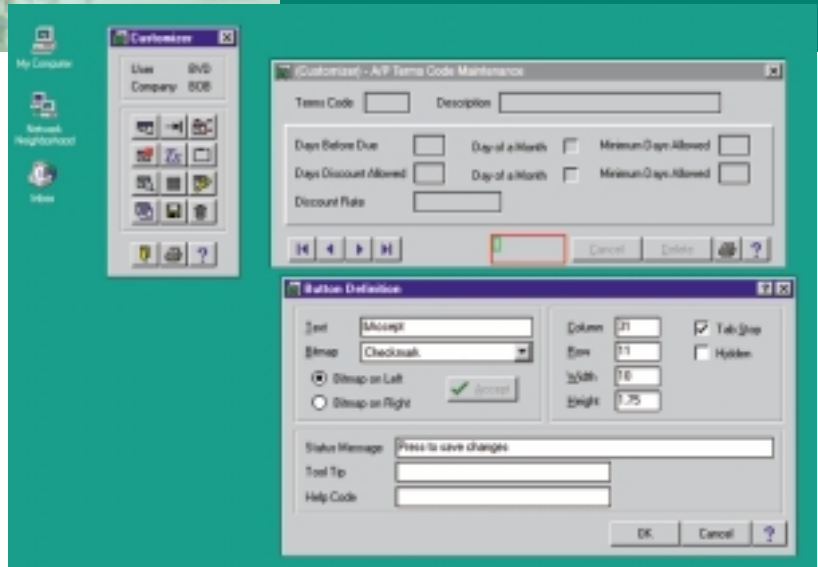 My Computer
Network
Neighborhood
Inbox
Customizer
User BVD
Company BOB
(Customizer) - A/P Terms Code Maintenance
Terms Code Description
Days Before Due Day of a Month Minimum Days Allowed
Days Discount Allowed Day of a Month Minimum Days Allowed
Discount Rate
Cancel Delete ?
Button Definition
Text &Accept
Bitmap Checkmark
Bitmap on Left
Bitmap on Right
Accept
Column 31
Row 11
Width 10
Height 1.75
Tab Stop
Hidden
Status Message Press to save changes
Tool Tip
Help Code
OK Cancel ?